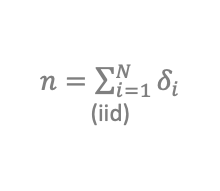 n = ∑ᵢ₌₁ᴺ δᵢ
(iid)